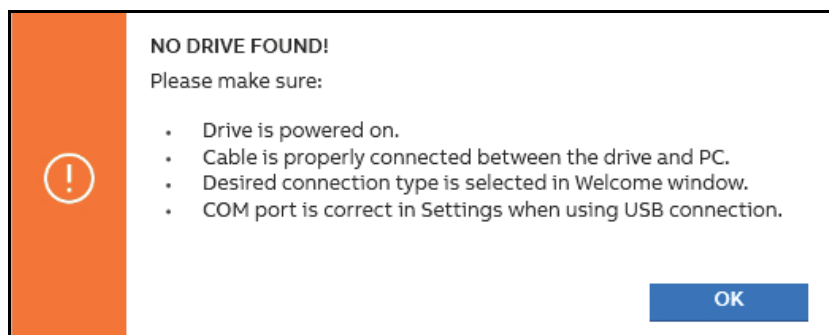 NO DRIVE FOUND!
Please make sure:
• Drive is powered on.
• Cable is properly connected between the drive and PC.
• Desired connection type is selected in Welcome window.
• COM port is correct in Settings when using USB connection.
OK